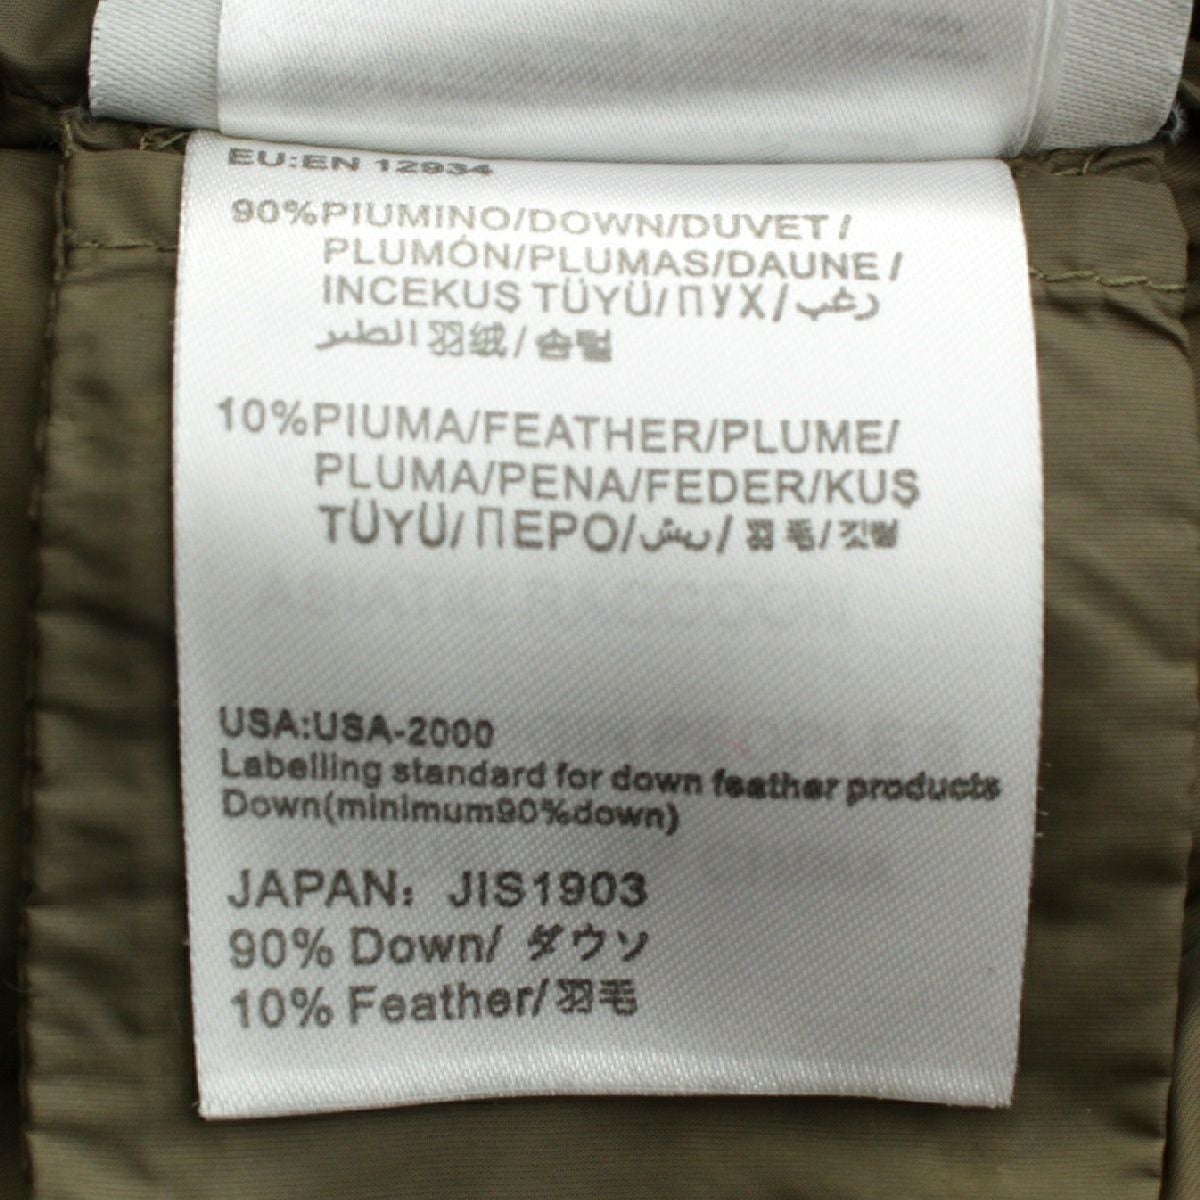 EU:EN 12934
90%PIUMINO/DOWN/DUVET/
PLUMÓN/PLUMAS/DAUNE/
INCEKUŞ TÜYÜ/ПУХ/رغب
الطير 羽绒/솜털
10%PIUMA/FEATHER/PLUME/
PLUMA/PENA/FEDER/KUŞ
TÜYÜ/ПЕРО/ريش/羽毛/깃털
USA:USA-2000
Labelling standard for down feather products
Down(minimum90%down)
JAPAN: JIS1903
90% Down/ ダウソ
10% Feather/羽毛